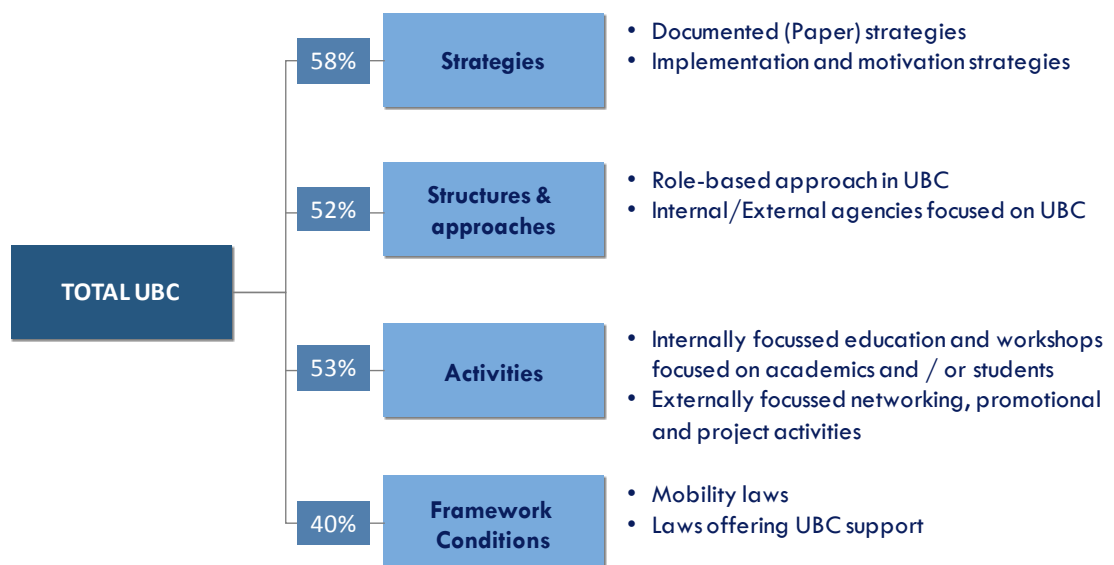 58%
Strategies
• Documented (Paper) strategies
• Implementation and motivation strategies
52%
Structures &
approaches
• Role-based approach in UBC
• Internal/External agencies focused on UBC
TOTAL UBC
53%
Activities
• Internally focussed education and workshops
focused on academics and / or students
• Externally focussed networking, promotional
and project activities
40%
Framework
Conditions
• Mobility laws
• Laws offering UBC support